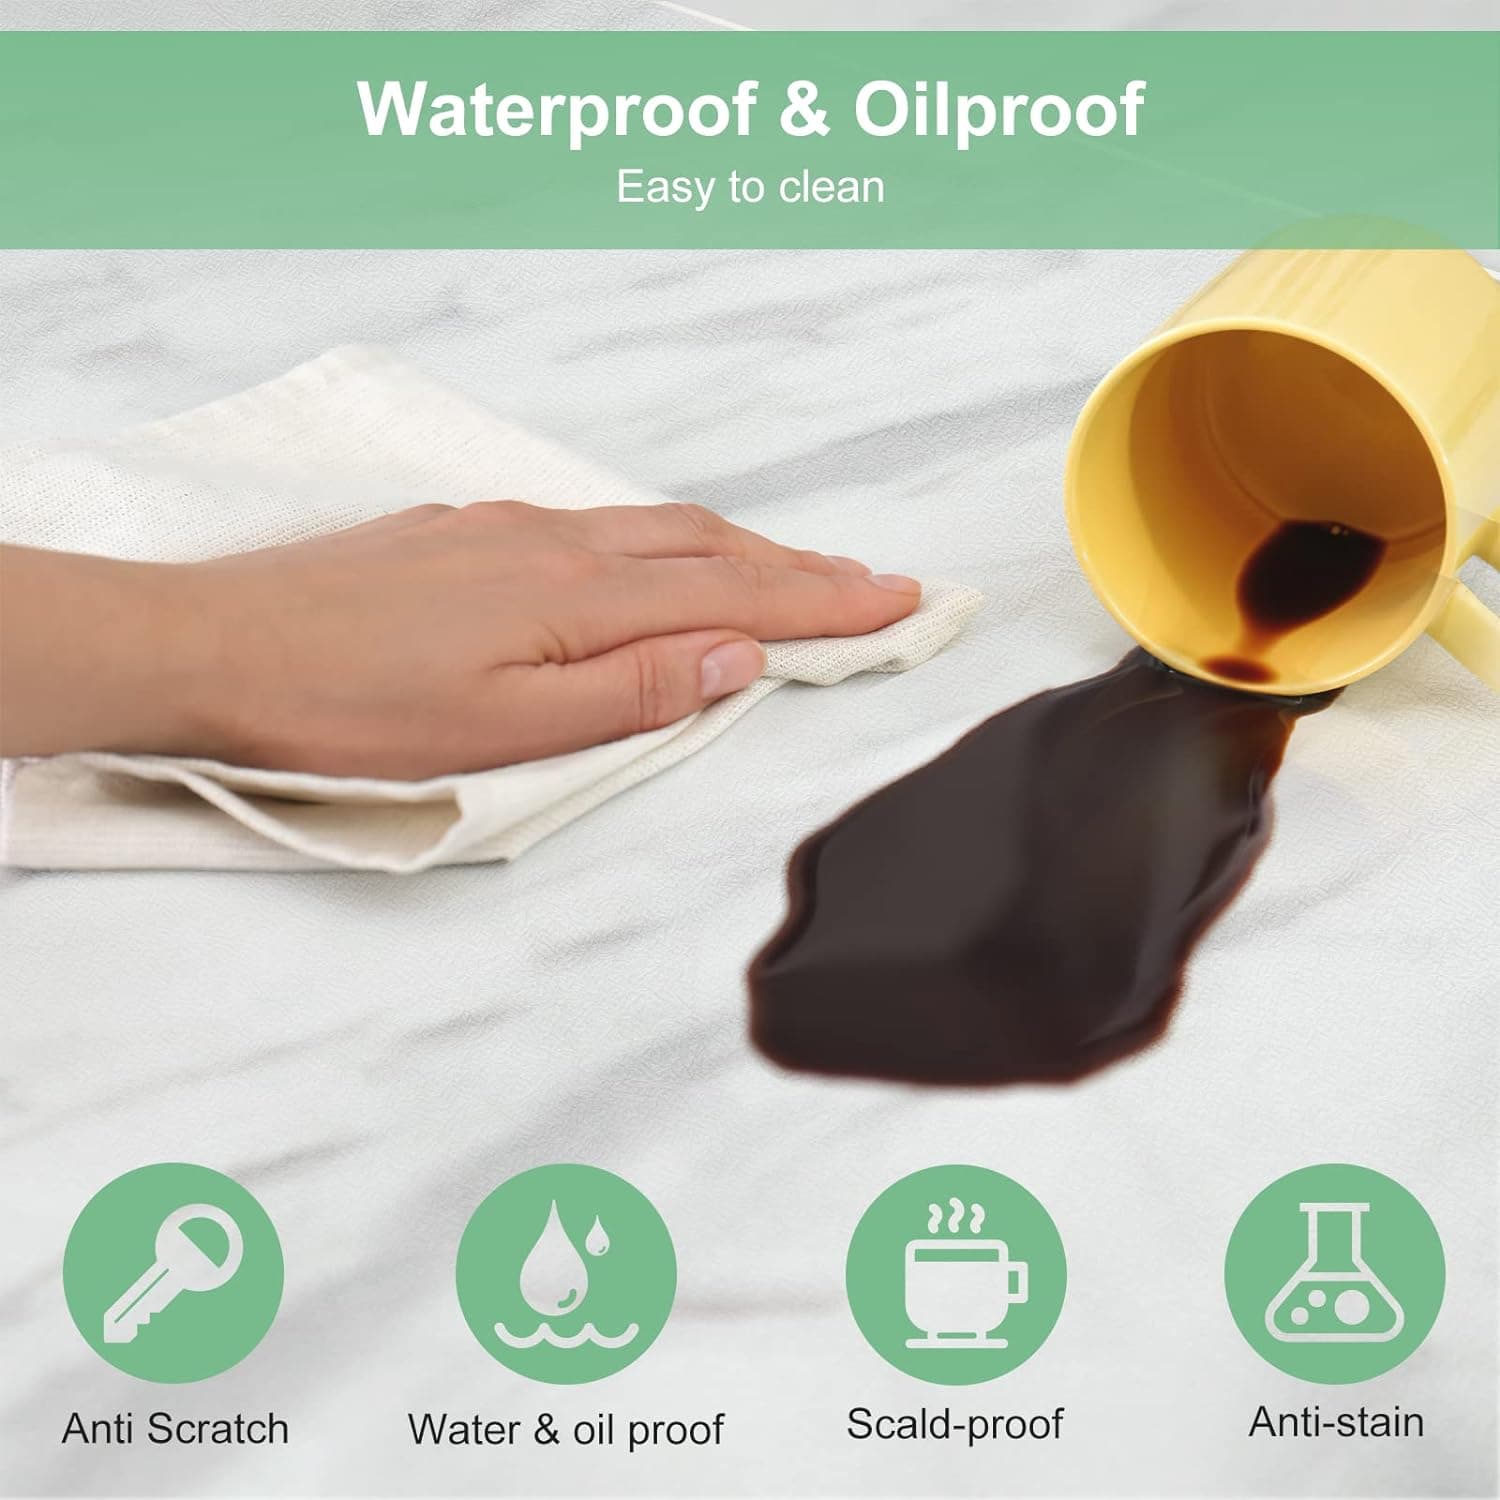 Waterproof & Oilproof
Easy to clean
Anti Scratch
Water & oil proof
Scald-proof
Anti-stain